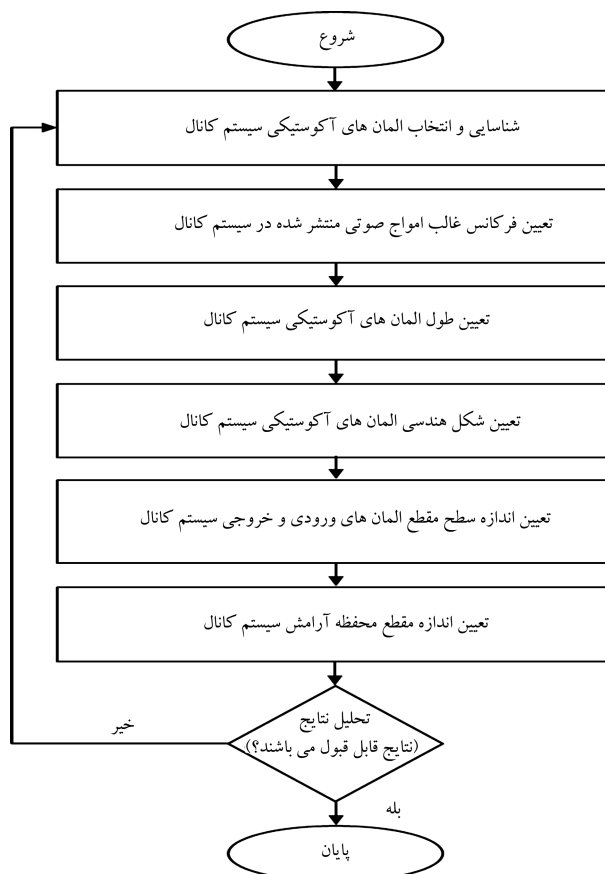 شروع
شناسایی و انتخاب المان های آکوستیکی سیستم کانال
تعیین فرکانس غالب امواج صوتی منتشر شده در سیستم کانال
تعیین طول المان های آکوستیکی سیستم کانال
تعیین شکل هندسی المان های آکوستیکی سیستم کانال
تعیین اندازه سطح مقطع المان های ورودی و خروجی سیستم کانال
تعیین اندازه مقطع محفظه آرامش سیستم کانال
تحلیل نتایج
(نتایج قابل قبول می باشند؟)
خیر
بله
پایان